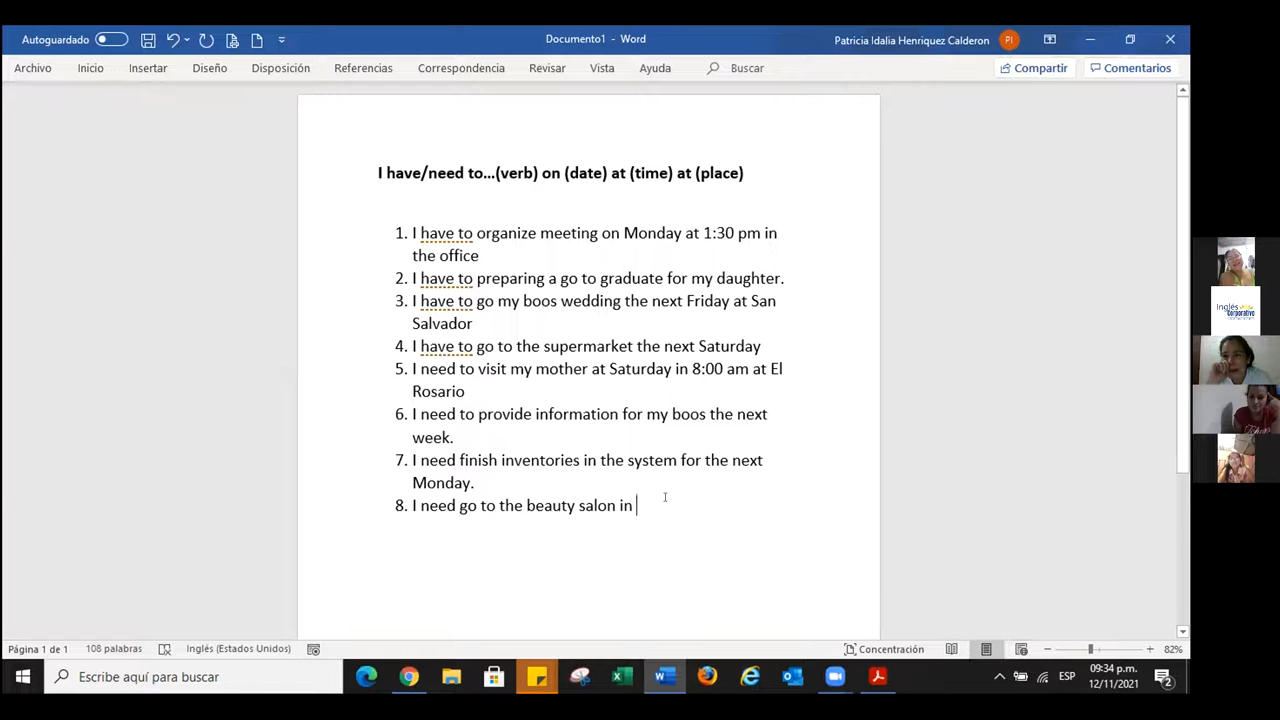 Autoguardado
Documento1 - Word
Patricia Idalia Henriquez Calderon
PI
Archivo Inicio Insertar Diseño Disposición Referencias Correspondencia Revisar Vista Ayuda Buscar
Compartir Comentarios
I have/need to...(verb) on (date) at (time) at (place)
1. I have to organize meeting on Monday at 1:30 pm in
the office
2. I have to preparing a go to graduate for my daughter.
3. I have to go my boos wedding the next Friday at San
Salvador
4. I have to go to the supermarket the next Saturday
5. I need to visit my mother at Saturday in 8:00 am at El
Rosario
6. I need to provide information for my boos the next
week.
7. I need finish inventories in the system for the next
Monday.
8. I need go to the beauty salon in
Inglés
Corporativo
Página 1 de 1 108 palabras Inglés (Estados Unidos) Concentración 82%
Escribe aquí para buscar
ESP
09:34 p.m.
12/11/2021
2